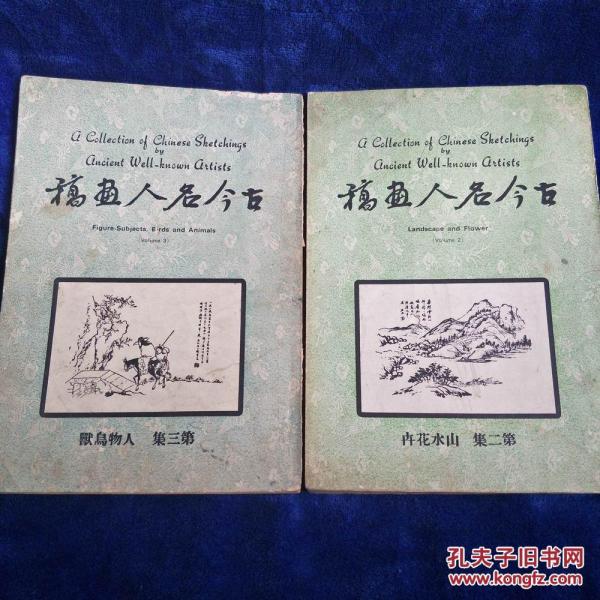 A Collection of Chinese Sketchings
by
Ancient Well-known Artists
古今名人畫稿
Figure-Subjects, Birds and Animals
Volume 3
第三集 人物鳥獸
A Collection of Chinese Sketchings
by
Ancient Well-known Artists
古今名人畫稿
Landscape and Flower
Volume 2
第二集 山水花卉
孔夫子旧书网
www.kongfz.com